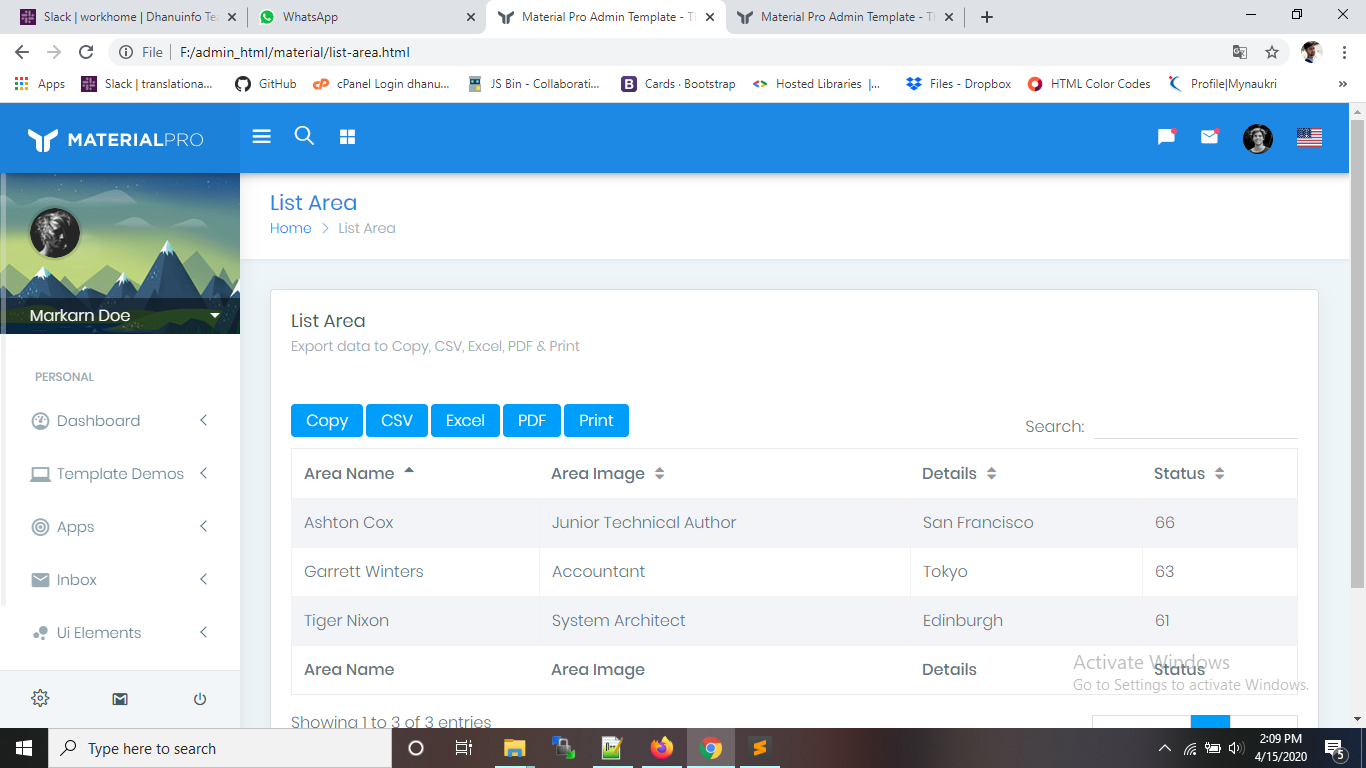 Slack | workhome | Dhanuinfo Te
WhatsApp
Material Pro Admin Template - T
Material Pro Admin Template - T
File
F:/admin_html/material/list-area.html
Apps
Slack | translationa...
GitHub
cPanel Login dhanu...
JS Bin - Collaborati...
Cards · Bootstrap
Hosted Libraries |...
Files - Dropbox
HTML Color Codes
Profile|Mynaukri
»
MATERIALPRO
List Area
Home > List Area
Markarn Doe
PERSONAL
Dashboard
Template Demos
Apps
Inbox
Ui Elements
List Area
Export data to Copy, CSV, Excel, PDF & Print
Copy CSV Excel PDF Print
Search:
Area Name Area Image Details Status
Ashton Cox Junior Technical Author San Francisco 66
Garrett Winters Accountant Tokyo 63
Tiger Nixon System Architect Edinburgh 61
Area Name Area Image Details Status
Activate Windows
Go to Settings to activate Windows.
Showing 1 to 3 of 3 entries
Type here to search
2:09 PM
4/15/2020
5